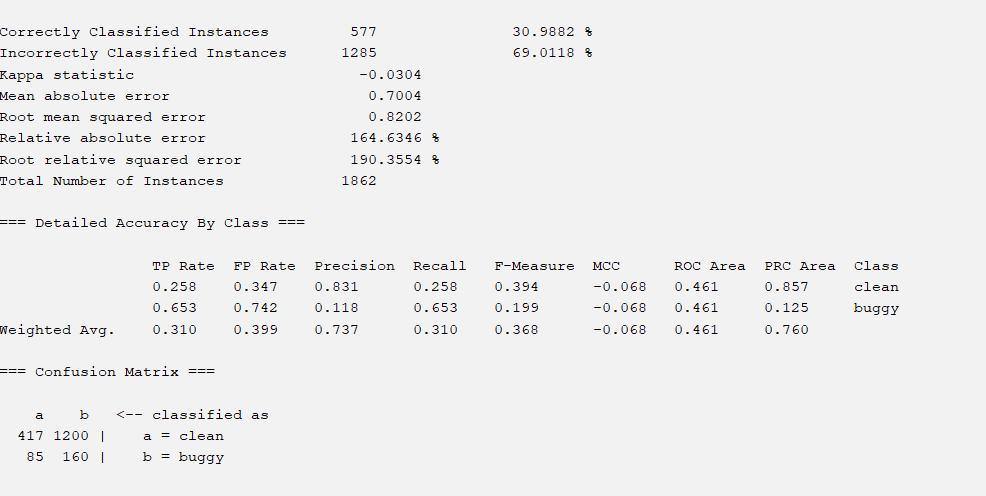 Correctly Classified Instances         577               30.9882 %
Incorrectly Classified Instances      1285               69.0118 %
Kappa statistic                         -0.0304
Mean absolute error                      0.7004
Root mean squared error                  0.8202
Relative absolute error                164.6346 %
Root relative squared error            190.3554 %
Total Number of Instances             1862
=== Detailed Accuracy By Class ===
                 TP Rate  FP Rate  Precision  Recall   F-Measure  MCC      ROC Area  PRC Area  Class
                 0.258    0.347    0.831      0.258    0.394      -0.068   0.461     0.857     clean
                 0.653    0.742    0.118      0.653    0.199      -0.068   0.461     0.125     buggy
Weighted Avg.    0.310    0.399    0.737      0.310    0.368      -0.068   0.461     0.760
=== Confusion Matrix ===
    a    b   <-- classified as
  417 1200 |    a = clean
   85  160 |    b = buggy